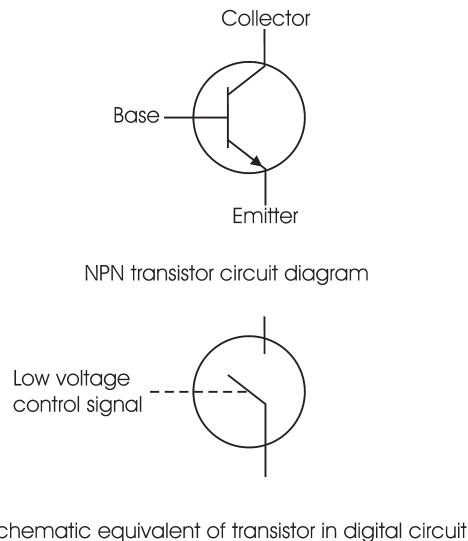 Collector
Base
Emitter
NPN transistor circuit diagram
Low voltage
control signal
chematic equivalent of transistor in digital circuit